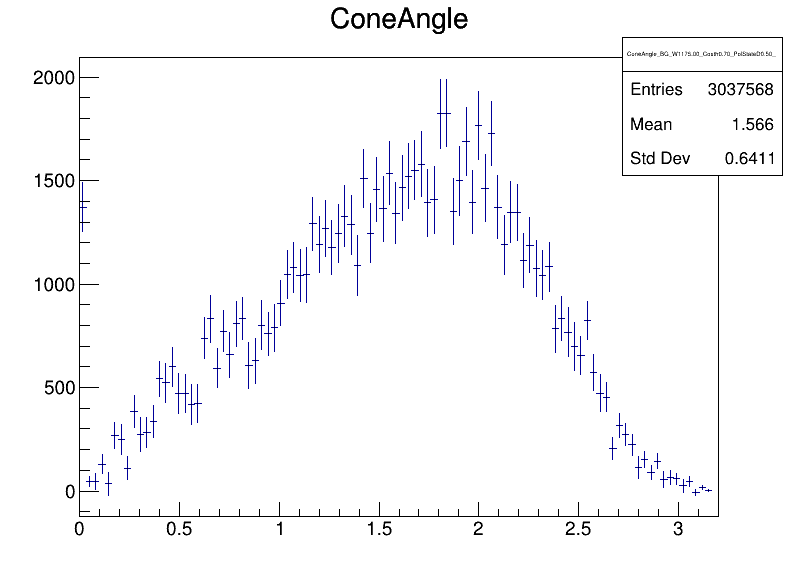 ConeAngle
ConeAngle_BG_W1175.00_Costh0.70_PolStateD0.50_
Entries 3037568
Mean 1.566
Std Dev 0.6411
2000
1500
1000
500
0
0 0.5 1 1.5 2 2.5 3